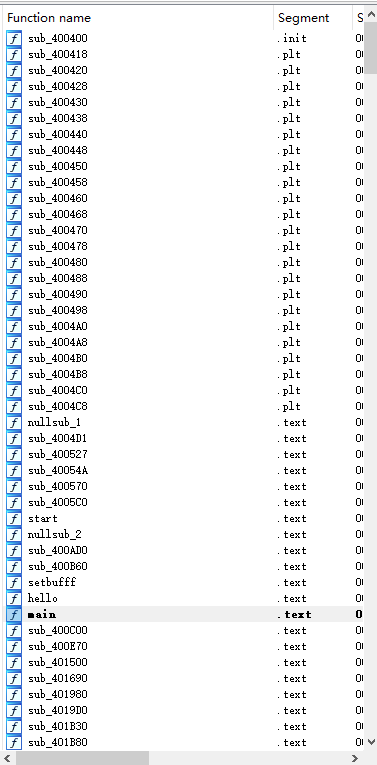 Function name Segment S
f sub_400400 .init 0
f sub_400418 .plt 0
f sub_400420 .plt 0
f sub_400428 .plt 0
f sub_400430 .plt 0
f sub_400438 .plt 0
f sub_400440 .plt 0
f sub_400448 .plt 0
f sub_400450 .plt 0
f sub_400458 .plt 0
f sub_400460 .plt 0
f sub_400468 .plt 0
f sub_400470 .plt 0
f sub_400478 .plt 0
f sub_400480 .plt 0
f sub_400488 .plt 0
f sub_400490 .plt 0
f sub_400498 .plt 0
f sub_4004A0 .plt 0
f sub_4004A8 .plt 0
f sub_4004B0 .plt 0
f sub_4004B8 .plt 0
f sub_4004C0 .plt 0
f sub_4004C8 .plt 0
f nullsub_1 .text 0
f sub_4004D1 .text 0
f sub_400527 .text 0
f sub_40054A .text 0
f sub_400570 .text 0
f sub_4005C0 .text 0
f start .text 0
f nullsub_2 .text 0
f sub_400AD0 .text 0
f sub_400B60 .text 0
f setbufff .text 0
f hello .text 0
f main .text 0
f sub_400C00 .text 0
f sub_400E70 .text 0
f sub_401500 .text 0
f sub_401690 .text 0
f sub_401980 .text 0
f sub_4019D0 .text 0
f sub_401B30 .text 0
f sub_401B80 .text 0